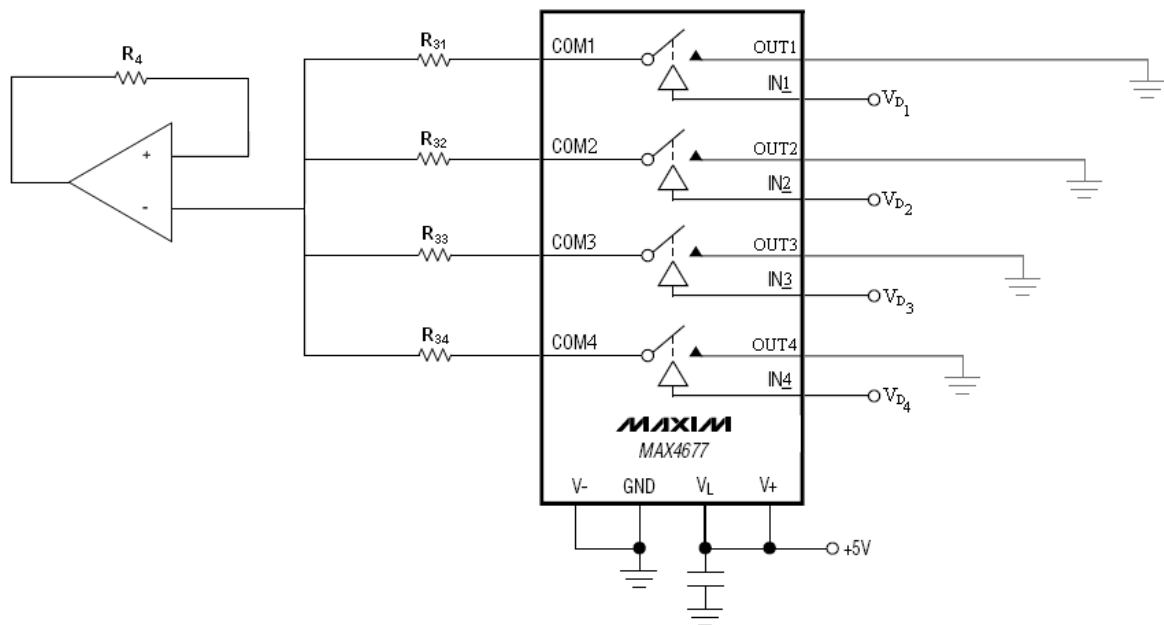 R31 COM1 OUT1
R4
IN1 VD1
+
R32 COM2 OUT2
IN2 VD2
-
R33 COM3 OUT3
IN3 VD3
R34 COM4 OUT4
IN4 VD4
MAXIM
MAX4677
V- GND VL V+
+5V